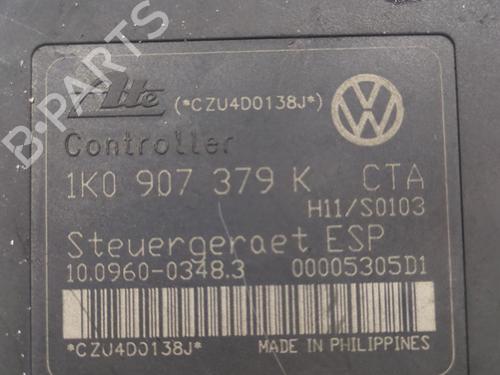 Ate (*CZU4D0138J*)
Controller
1K0 907 379 K CTA
H11/S0103
Steuergeraet ESP
10.0960-0348.3 00005305D1
*CZU4D0138J* MADE IN PHILIPPINES
B-PARTS